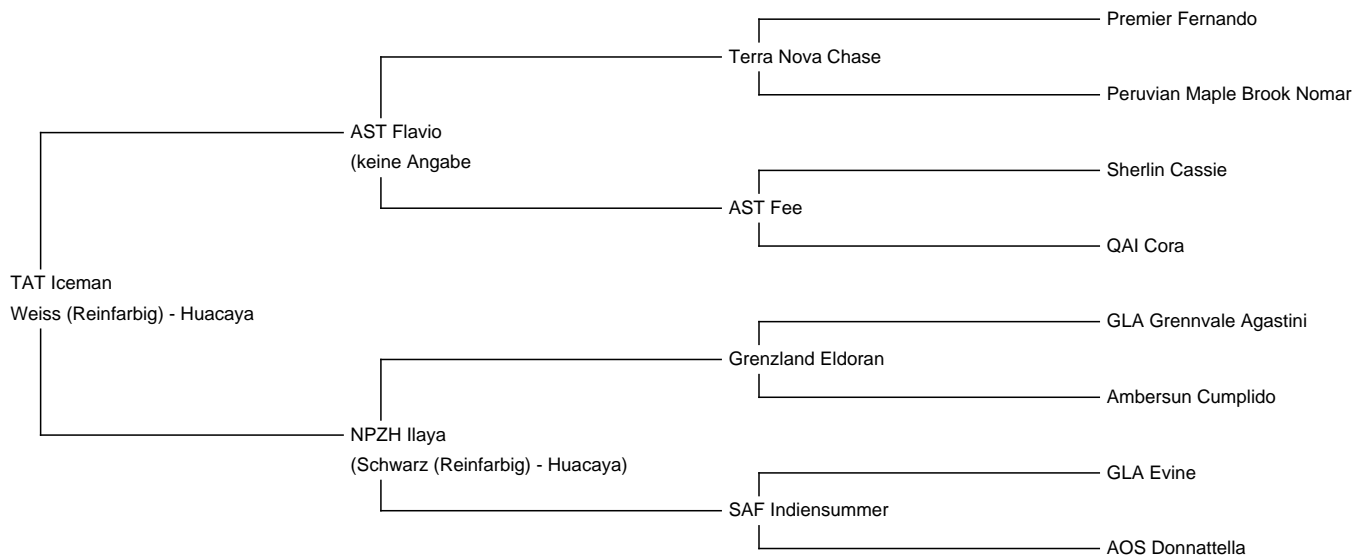 Premier Fernando
Terra Nova Chase
Peruvian Maple Brook Nomar
AST Flavio
(keine Angabe
Sherlin Cassie
AST Fee
QAI Cora
TAT Iceman
Weiss (Reinfarbig) - Huacaya
GLA Grennvale Agastini
Grenzland Eldoran
Ambersun Cumplido
NPZH Ilaya
(Schwarz (Reinfarbig) - Huacaya)
GLA Evine
SAF Indiensummer
AOS Donnattella